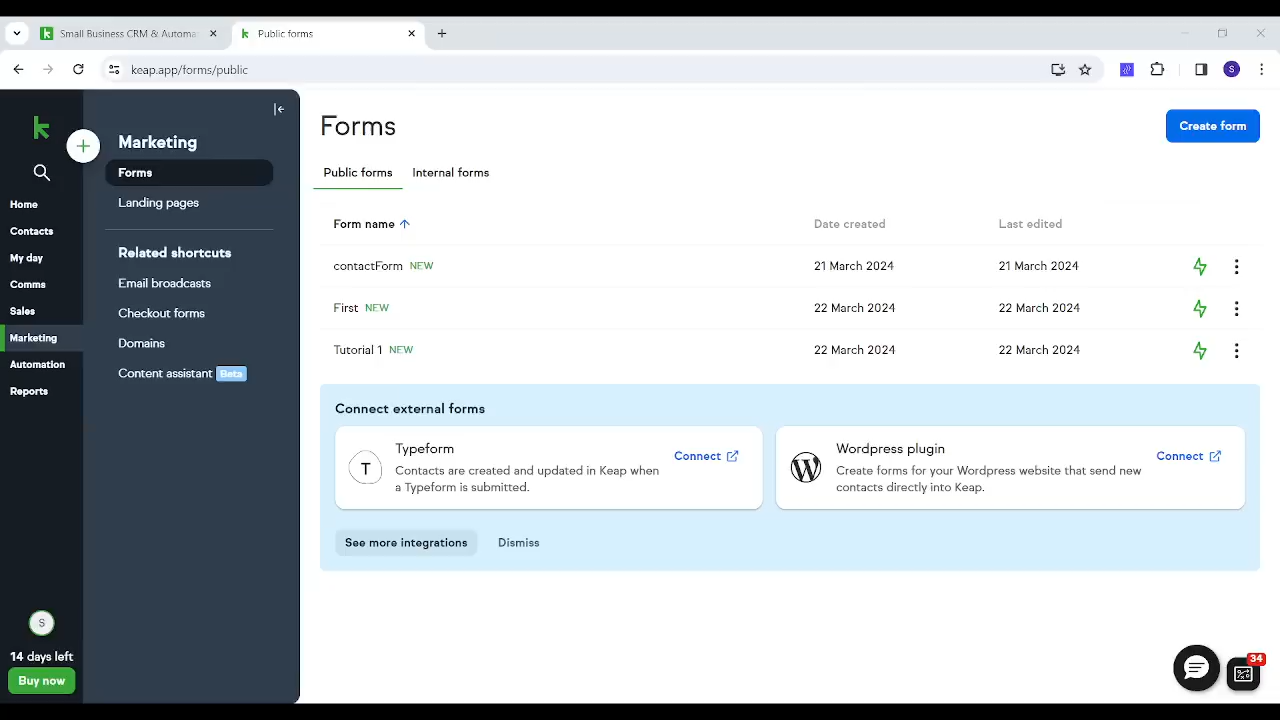 Small Business CRM & Automa
Public forms
keap.app/forms/public
S
Marketing
Forms
Landing pages
Related shortcuts
Email broadcasts
Checkout forms
Domains
Content assistant Beta
Home
Contacts
My day
Comms
Sales
Marketing
Automation
Reports
S
14 days left
Buy now
Forms
Create form
Public forms
Internal forms
Form name
Date created
Last edited
contactForm NEW
21 March 2024
21 March 2024
First NEW
22 March 2024
22 March 2024
Tutorial 1 NEW
22 March 2024
22 March 2024
Connect external forms
T
Typeform
Contacts are created and updated in Keap when
a Typeform is submitted.
Connect
Wordpress plugin
Create forms for your Wordpress website that send new
contacts directly into Keap.
Connect
See more integrations
Dismiss
34